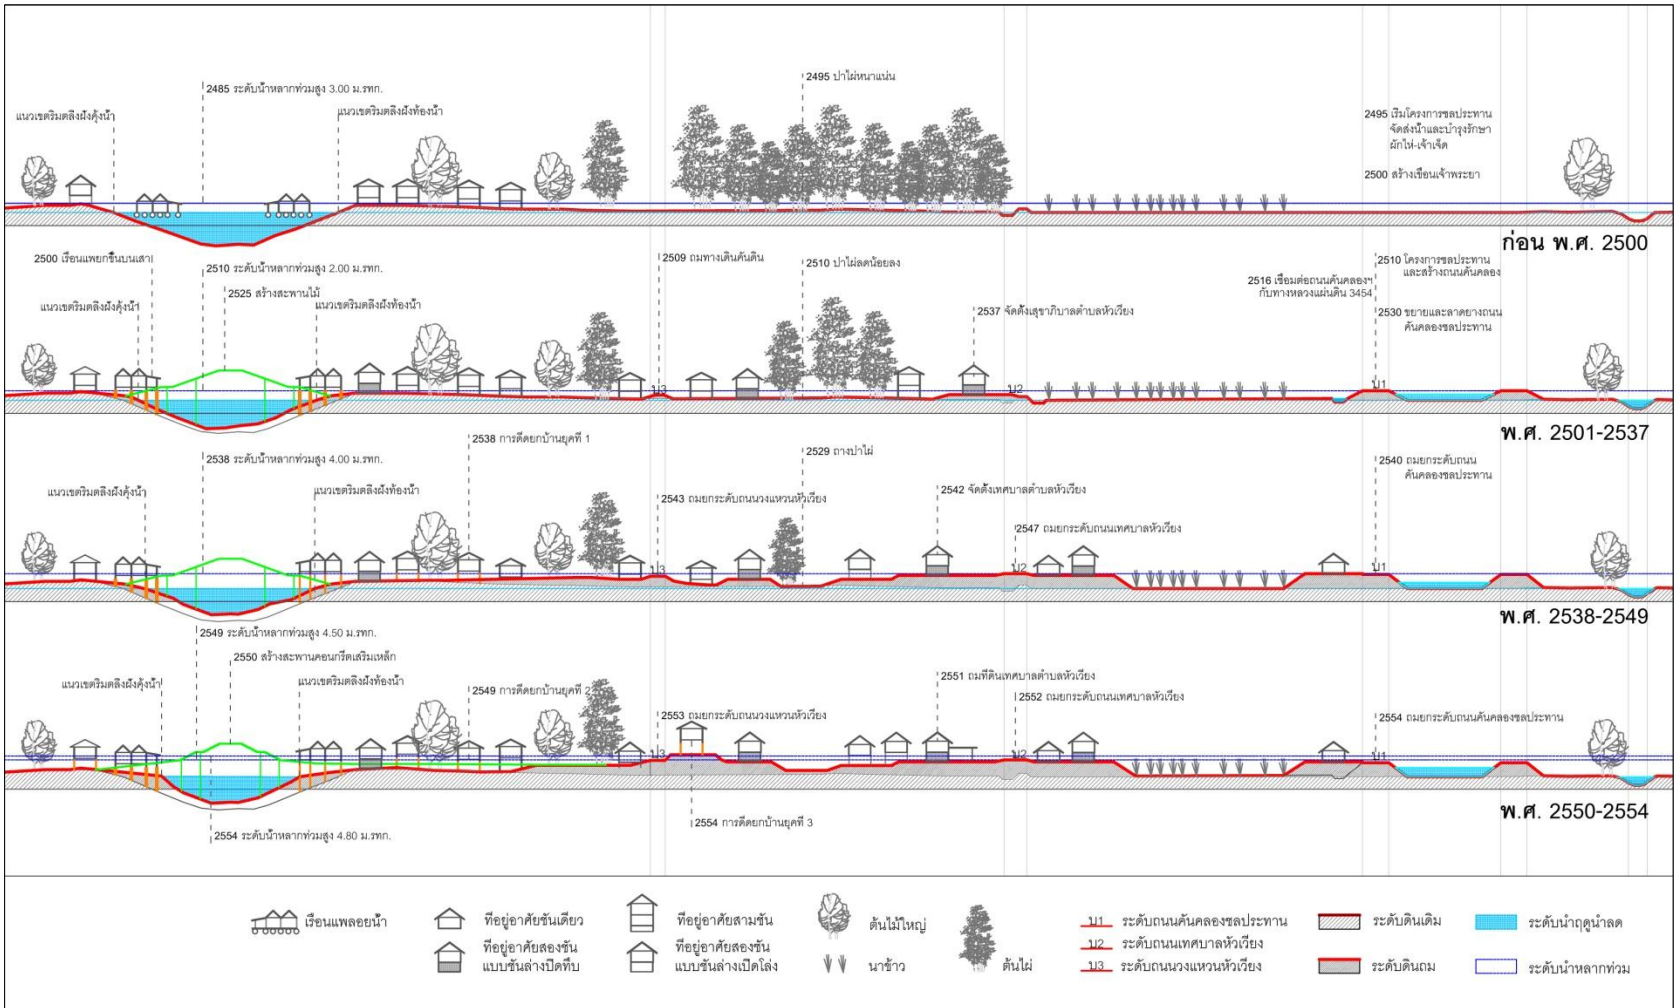 2485 ระดับน้ำหลากท่วมสูง 3.00 ม.รทก.
2495 ป่าไผ่หนาแน่น
แนวเขตริมตลิ่งฝั่งคุ้งน้ำ
แนวเขตริมตลิ่งฝั่งท้องน้ำ
2495 เริ่มโครงการชลประทาน
จัดส่งน้ำและบำรุงรักษา
ผักไห่-เจ้าเจ็ด
2500 สร้างเขื่อนเจ้าพระยา
ก่อน พ.ศ. 2500
2500 เรือนแพยกขึ้นบนเสา
2510 ระดับน้ำหลากท่วมสูง 2.00 ม.รทก.
2509 ถมทางเดินคันดิน
2510 ป่าไผ่ลดน้อยลง
2516 เชื่อมต่อถนนคันคลองฯ
กับทางหลวงแผ่นดิน 3454
2510 โครงการชลประทาน
และสร้างถนนคันคลอง
2525 สร้างสะพานไม้
แนวเขตริมตลิ่งฝั่งคุ้งน้ำ
แนวเขตริมตลิ่งฝั่งท้องน้ำ
2537 จัดตั้งสุขาภิบาลตำบลหัวเวียง
2530 ขยายและลาดยางถนน
คันคลองชลประทาน
บ3
บ2
บ1
พ.ศ. 2501-2537
2538 ระดับน้ำหลากท่วมสูง 4.00 ม.รทก.
2538 การดีดยกบ้านยุคที่ 1
2529 ถางป่าไผ่
2540 ถมยกระดับถนน
คันคลองชลประทาน
แนวเขตริมตลิ่งฝั่งคุ้งน้ำ
แนวเขตริมตลิ่งฝั่งท้องน้ำ
2543 ถมยกระดับถนนวงแหวนหัวเวียง
2542 จัดตั้งเทศบาลตำบลหัวเวียง
2547 ถมยกระดับถนนเทศบาลหัวเวียง
บ3
บ2
บ1
พ.ศ. 2538-2549
2549 ระดับน้ำหลากท่วมสูง 4.50 ม.รทก.
2550 สร้างสะพานคอนกรีตเสริมเหล็ก
แนวเขตริมตลิ่งฝั่งคุ้งน้ำ
แนวเขตริมตลิ่งฝั่งท้องน้ำ
2549 การดีดยกบ้านยุคที่ 2
2553 ถมยกระดับถนนวงแหวนหัวเวียง
2551 ถมที่ดินเทศบาลตำบลหัวเวียง
2552 ถมยกระดับถนนเทศบาลหัวเวียง
2554 ถมยกระดับถนนคันคลองชลประทาน
บ3
บ2
บ1
2554 ระดับน้ำหลากท่วมสูง 4.80 ม.รทก.
2554 การดีดยกบ้านยุคที่ 3
พ.ศ. 2550-2554
เรือนแพลอยน้ำ
ที่อยู่อาศัยชั้นเดียว
ที่อยู่อาศัยสองชั้น
แบบชั้นล่างปิดทึบ
ที่อยู่อาศัยสามชั้น
ที่อยู่อาศัยสองชั้น
แบบชั้นล่างเปิดโล่ง
ต้นไม้ใหญ่
นาข้าว
ต้นไผ่
บ1 ระดับถนนคันคลองชลประทาน
บ2 ระดับถนนเทศบาลหัวเวียง
บ3 ระดับถนนวงแหวนหัวเวียง
ระดับดินเดิม
ระดับดินถม
ระดับน้ำฤดูน้ำลด
ระดับน้ำหลากท่วม